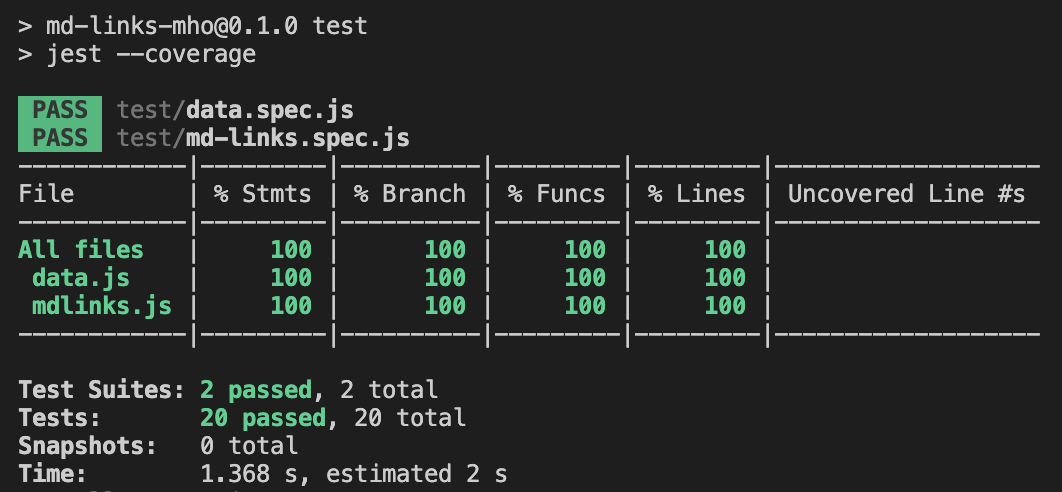 > md-links-mho@0.1.0 test
> jest --coverage
PASS test/data.spec.js
PASS test/md-links.spec.js
------------|---------|----------|---------|---------|-------------------
File        | % Stmts | % Branch | % Funcs | % Lines | Uncovered Line #s
------------|---------|----------|---------|---------|-------------------
All files   |     100 |      100 |     100 |     100 |
 data.js    |     100 |      100 |     100 |     100 |
 mdlinks.js |     100 |      100 |     100 |     100 |
------------|---------|----------|---------|---------|-------------------
Test Suites: 2 passed, 2 total
Tests:       20 passed, 20 total
Snapshots:   0 total
Time:        1.368 s, estimated 2 s